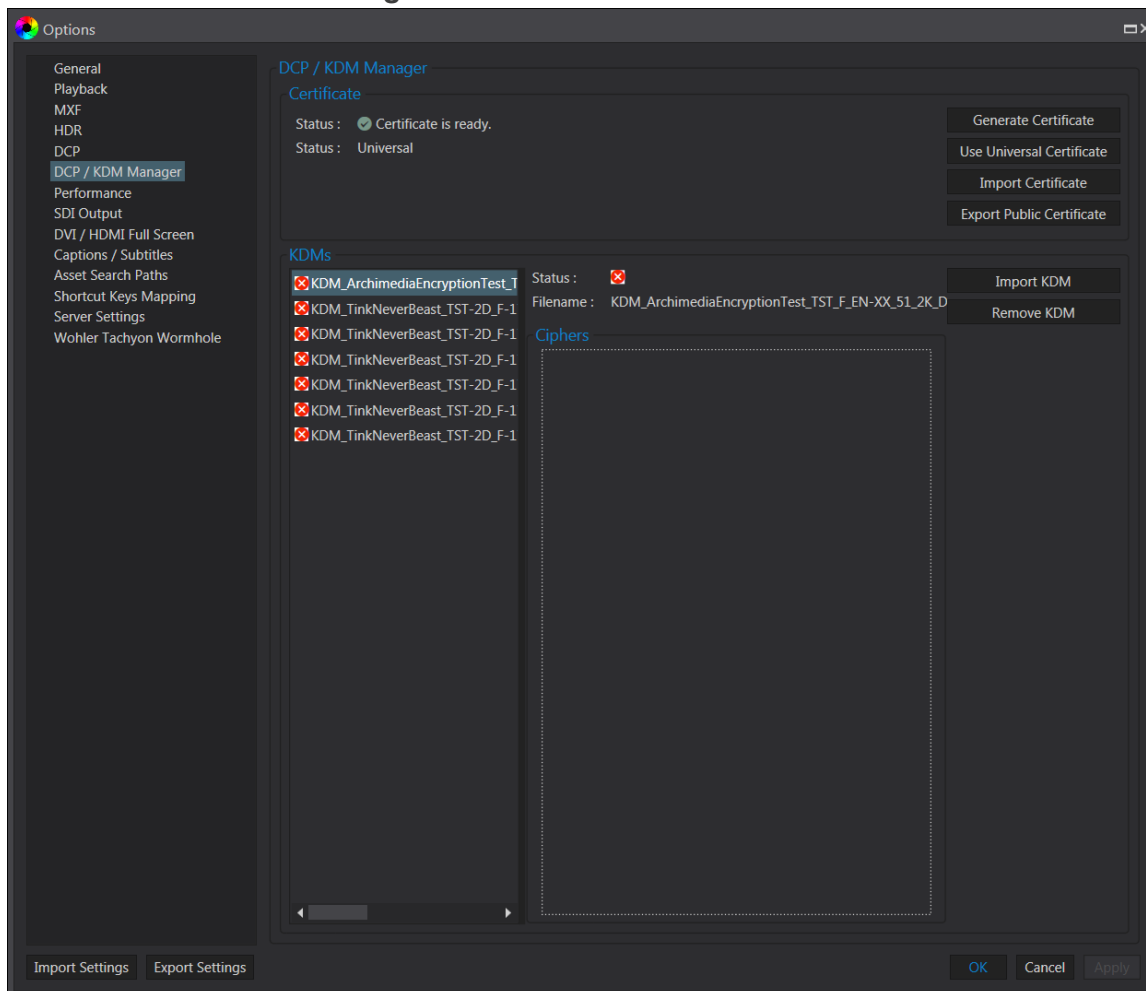 Options
General
Playback
MXF
HDR
DCP
DCP / KDM Manager
Performance
SDI Output
DVI / HDMI Full Screen
Captions / Subtitles
Asset Search Paths
Shortcut Keys Mapping
Server Settings
Wohler Tachyon Wormhole
DCP / KDM Manager
Certificate
Status : Certificate is ready.
Status : Universal
Generate Certificate
Use Universal Certificate
Import Certificate
Export Public Certificate
KDMs
KDM_ArchimediaEncryptionTest_T
KDM_TinkNeverBeast_TST-2D_F-1
KDM_TinkNeverBeast_TST-2D_F-1
KDM_TinkNeverBeast_TST-2D_F-1
KDM_TinkNeverBeast_TST-2D_F-1
KDM_TinkNeverBeast_TST-2D_F-1
KDM_TinkNeverBeast_TST-2D_F-1
Status :
Filename : KDM_ArchimediaEncryptionTest_TST_F_EN-XX_51_2K_D
Ciphers
Import KDM
Remove KDM
Import Settings Export Settings
OK Cancel Apply